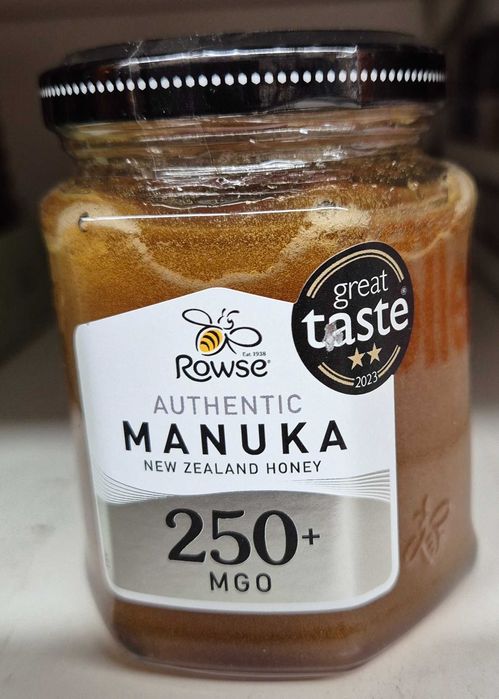 great
taste
2023
Est. 1938
Rowse®
AUTHENTIC
MANUKA
NEW ZEALAND HONEY
250+
MGO